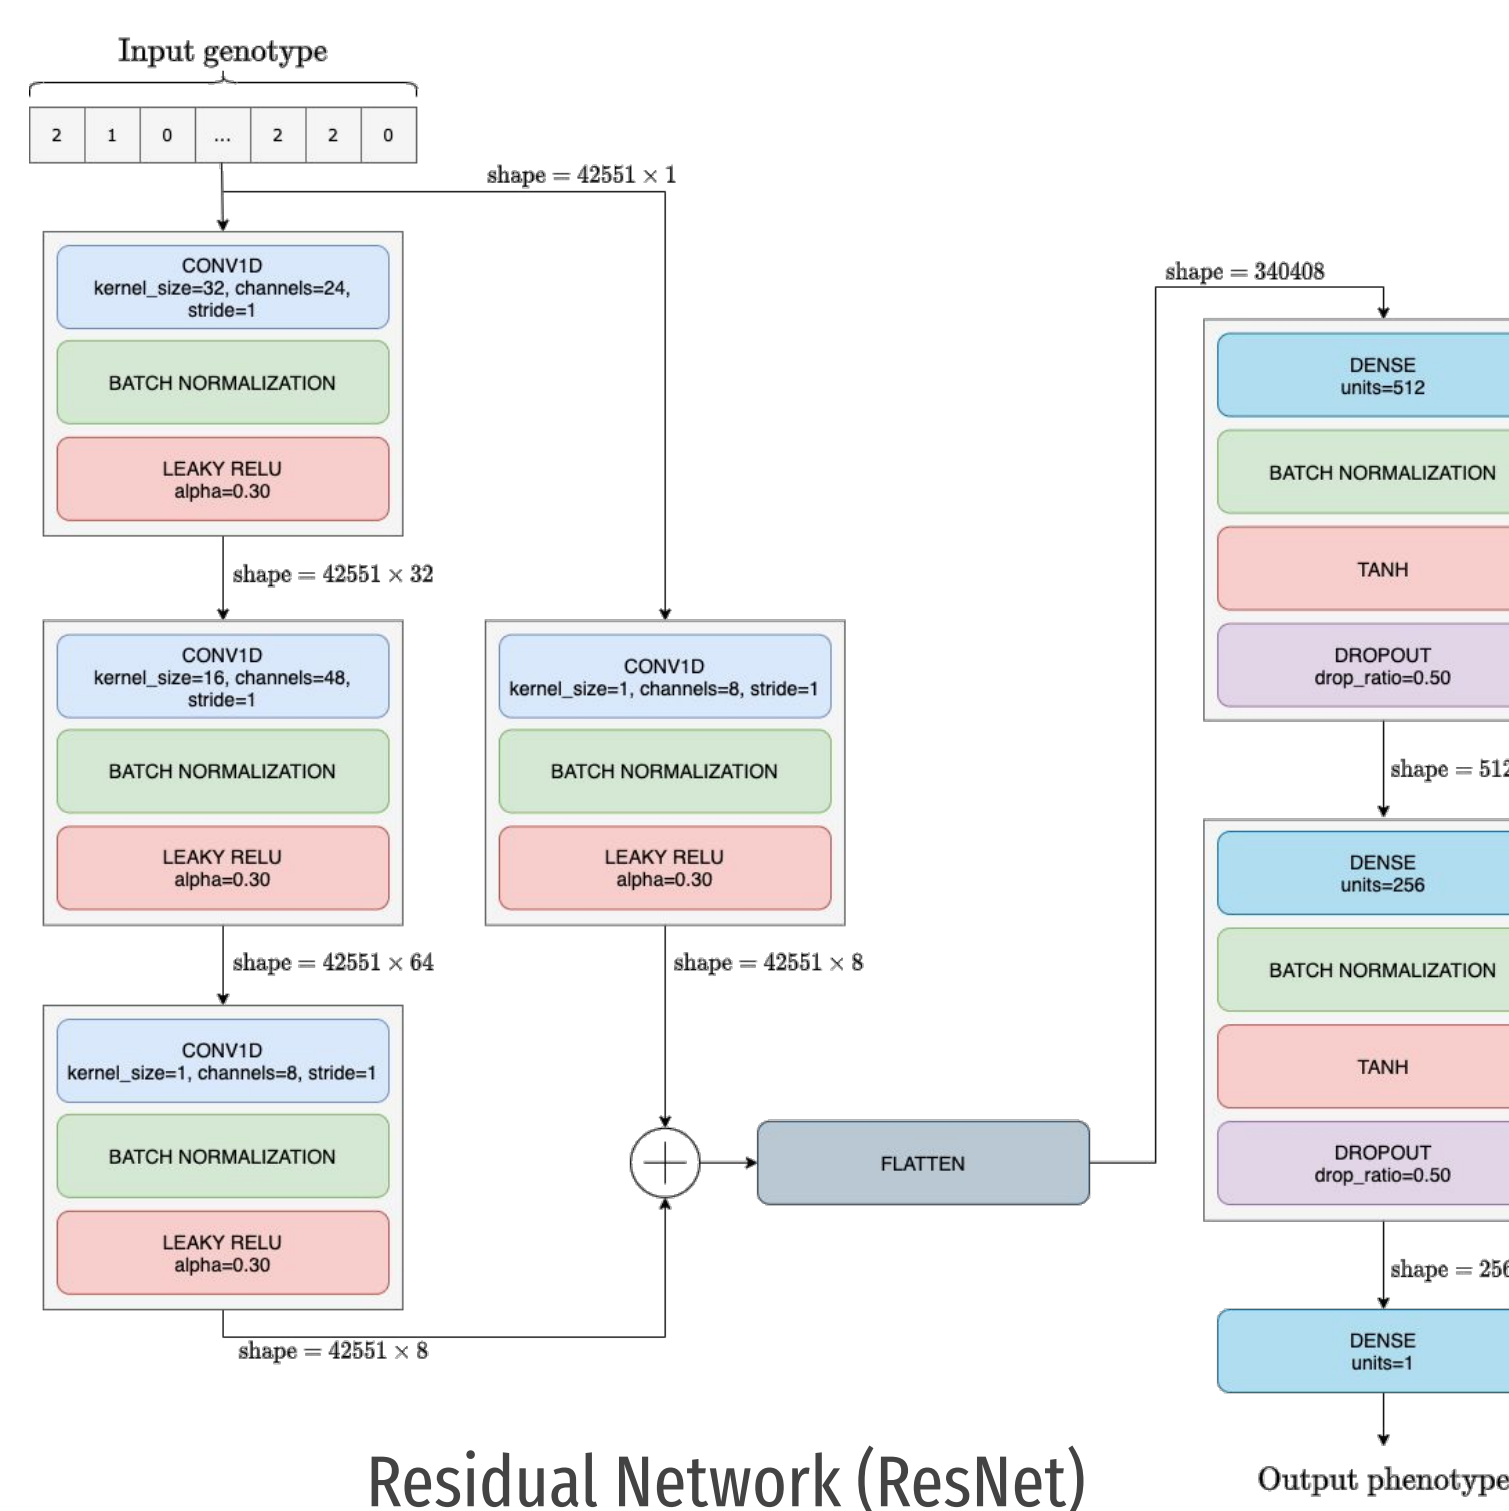 Input genotype
2 1 0 ... 2 2 0
shape = 42551 × 1
CONV1D
kernel_size=32, channels=24,
stride=1
BATCH NORMALIZATION
LEAKY RELU
alpha=0.30
shape = 42551 × 32
CONV1D
kernel_size=16, channels=48,
stride=1
BATCH NORMALIZATION
LEAKY RELU
alpha=0.30
shape = 42551 × 64
CONV1D
kernel_size=1, channels=8, stride=1
BATCH NORMALIZATION
LEAKY RELU
alpha=0.30
shape = 42551 × 8
CONV1D
kernel_size=1, channels=8, stride=1
BATCH NORMALIZATION
LEAKY RELU
alpha=0.30
shape = 42551 × 8
FLATTEN
shape = 340408
DENSE
units=512
BATCH NORMALIZATION
TANH
DROPOUT
drop_ratio=0.50
shape = 512
DENSE
units=256
BATCH NORMALIZATION
TANH
DROPOUT
drop_ratio=0.50
shape = 256
DENSE
units=1
Output phenotype
Residual Network (ResNet)